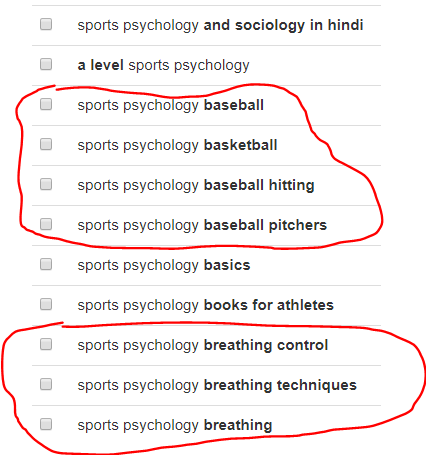 sports psychology and sociology in hindi
a level sports psychology
sports psychology baseball
sports psychology basketball
sports psychology baseball hitting
sports psychology baseball pitchers
sports psychology basics
sports psychology books for athletes
sports psychology breathing control
sports psychology breathing techniques
sports psychology breathing